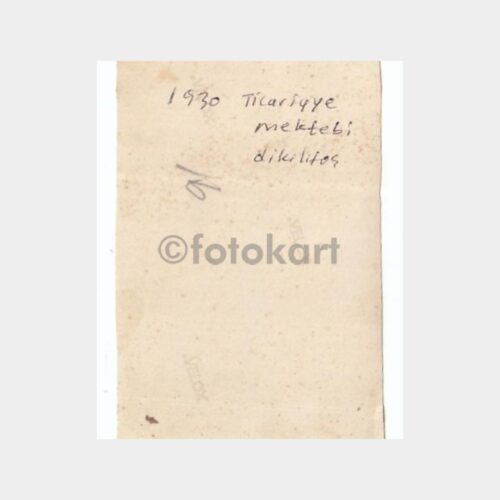 1930 Ticariyye
mektebi
dikilitaş
©fotokart